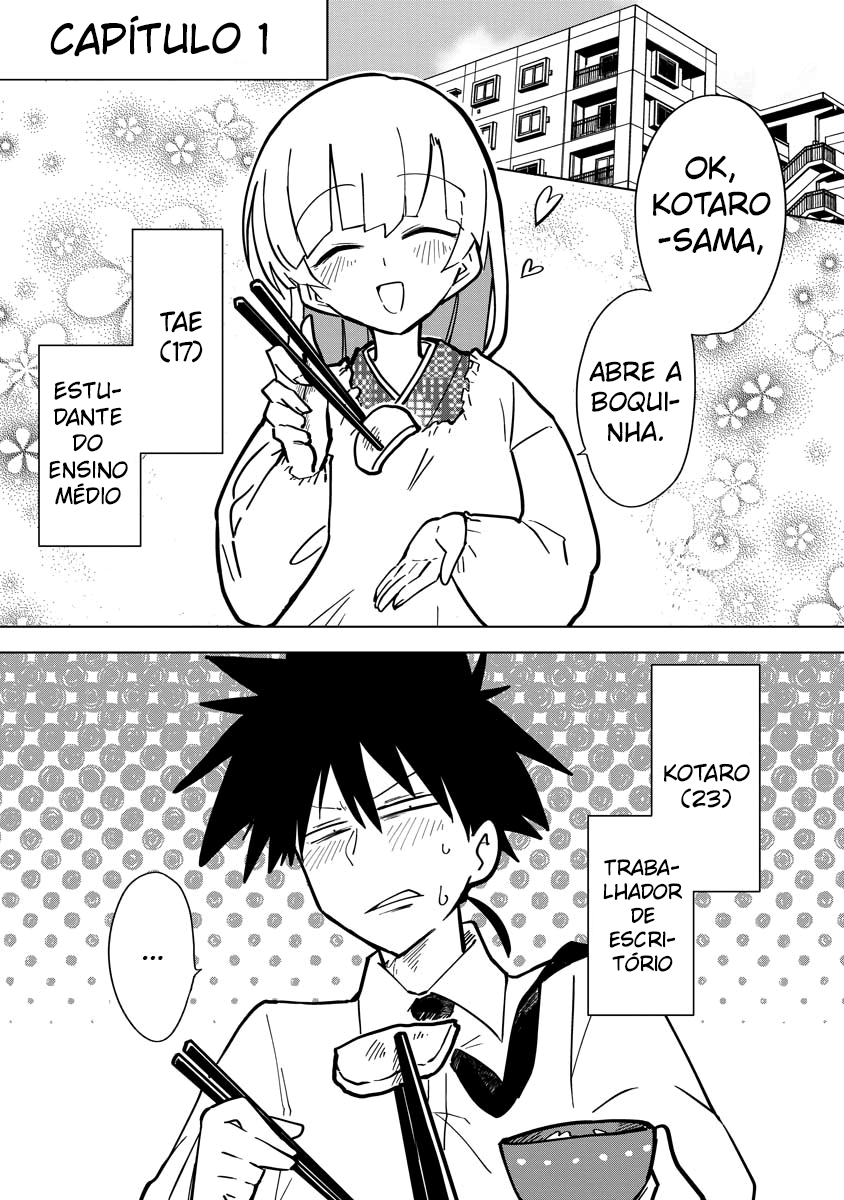 CAPÍTULO 1
OK,
KOTARO
-SAMA,
ABRE A
BOQUI-
NHA.
TAE
(17)
ESTU-
DANTE
DO
ENSINO
MÉDIO
KOTARO
(23)
TRABA-
LHADOR
DE
ESCRI-
TÓRIO
...